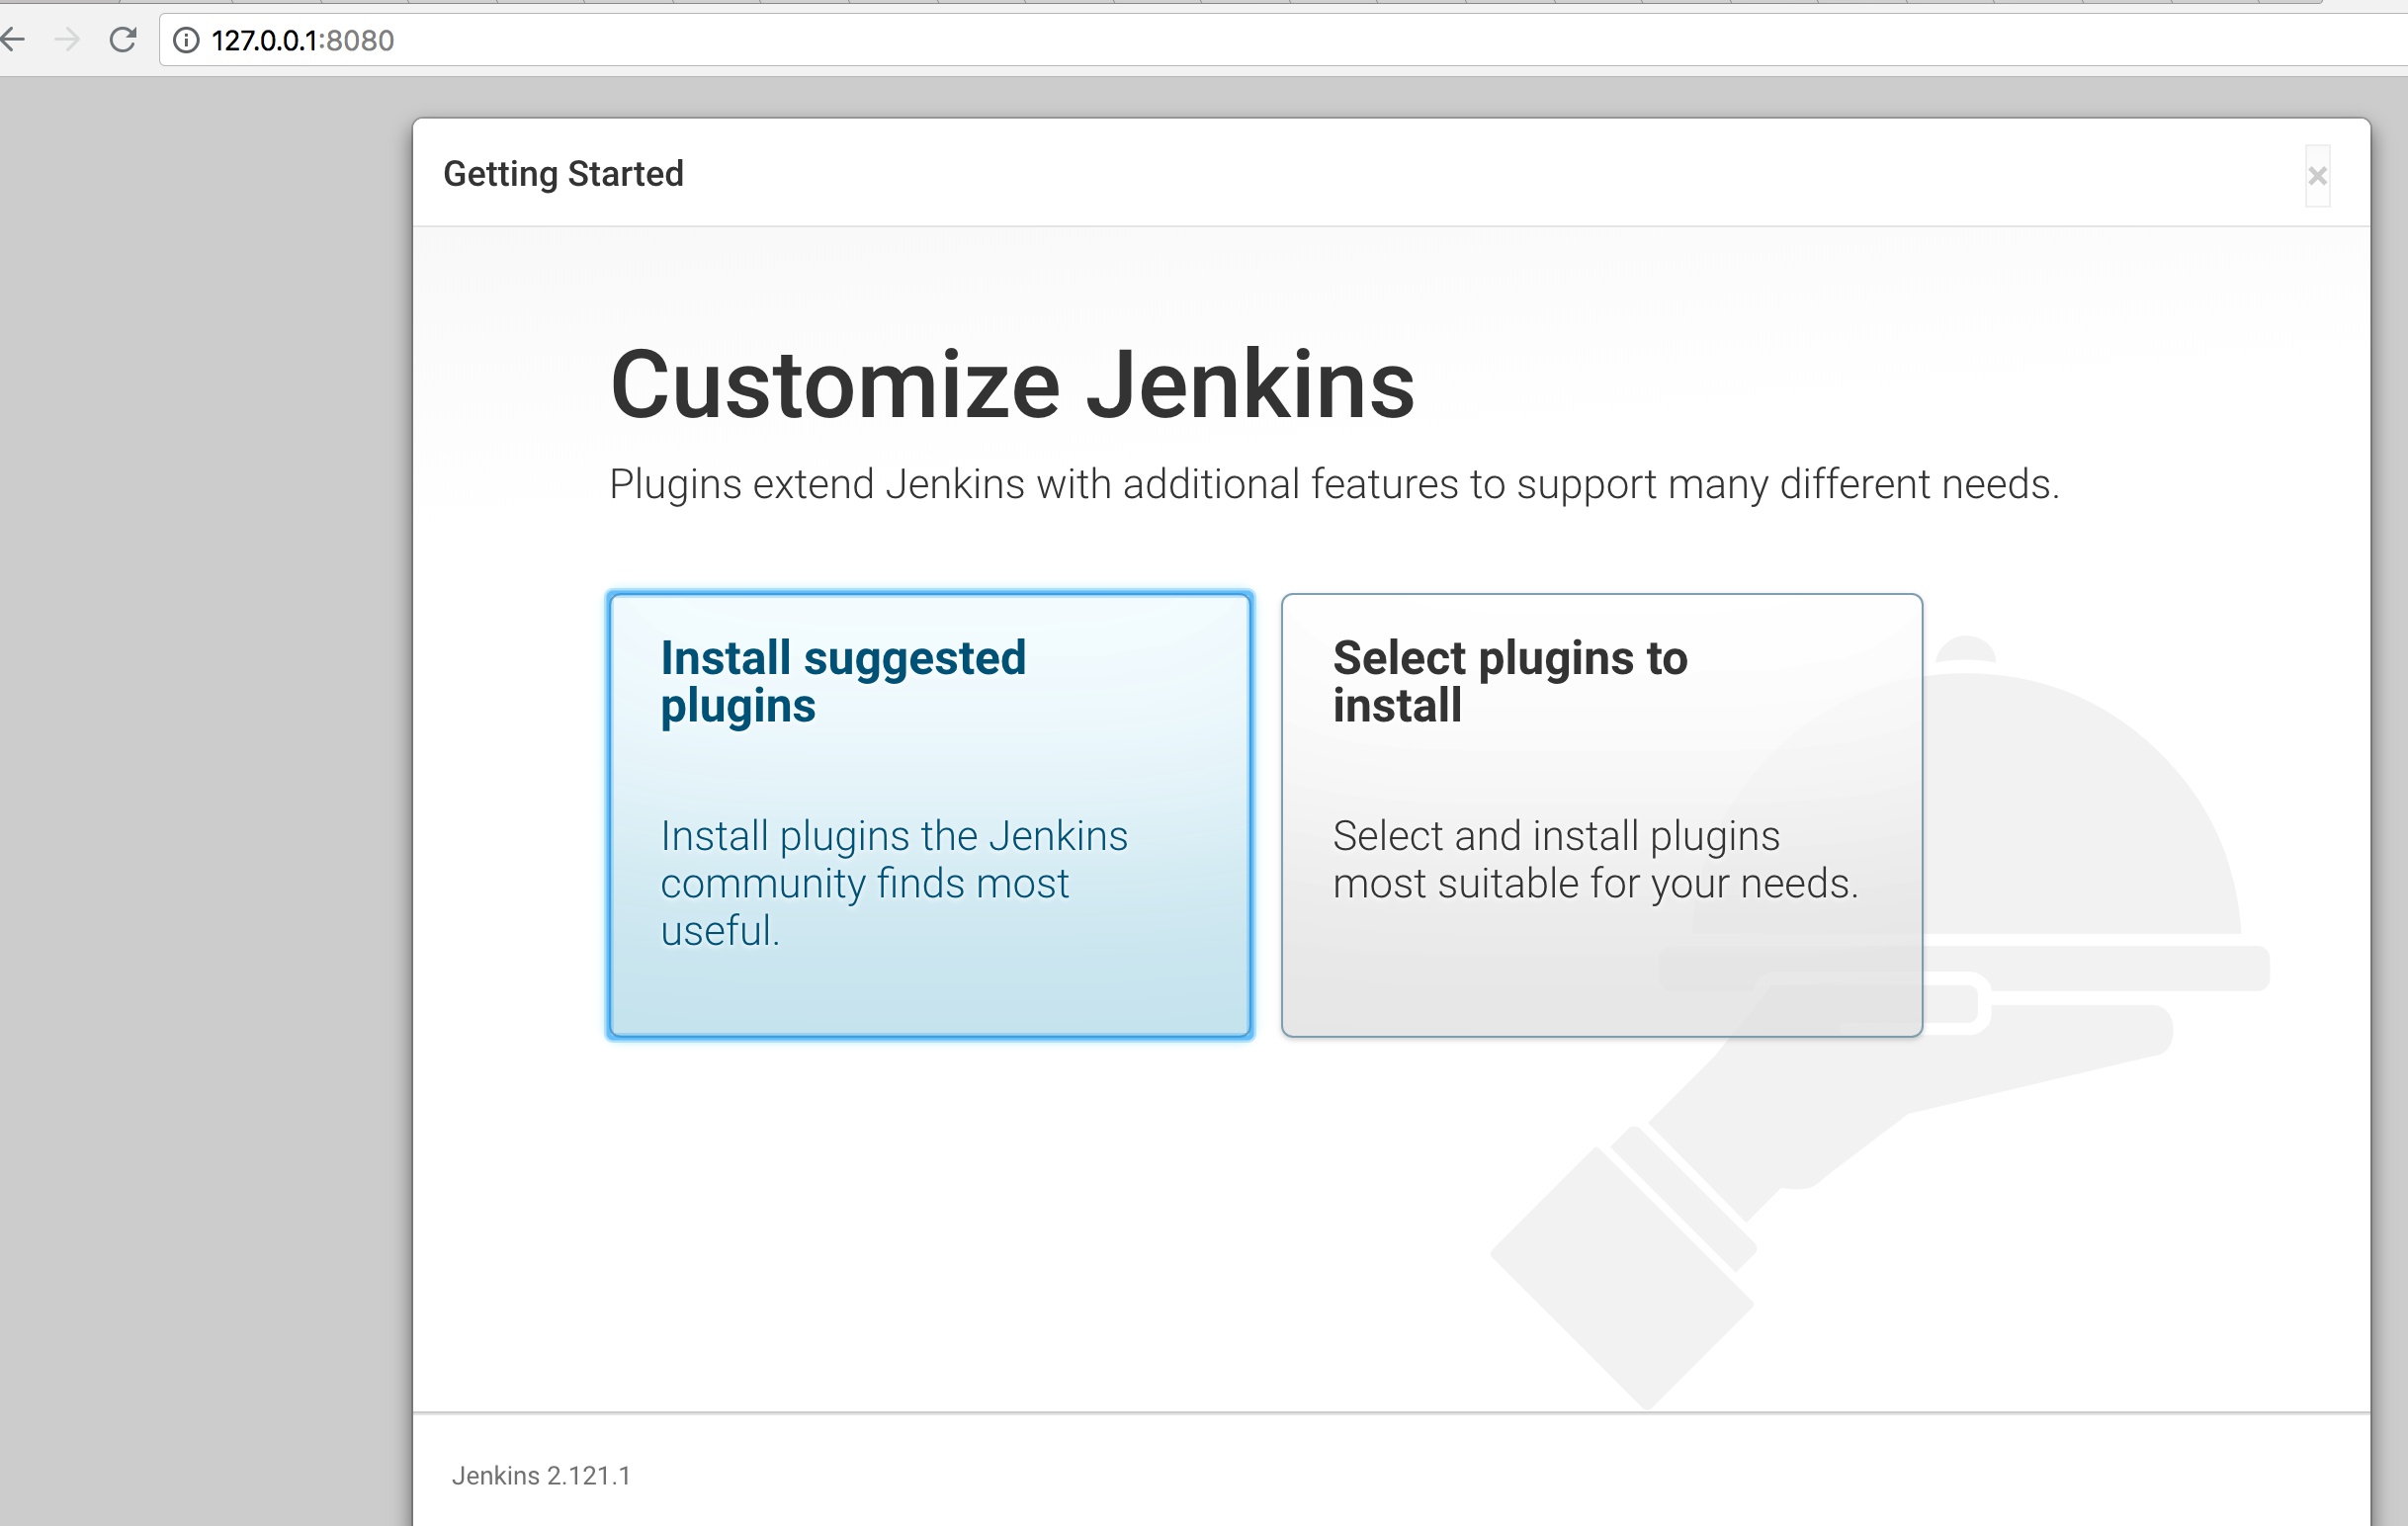 127.0.0.1:8080
Getting Started
×
Customize Jenkins
Plugins extend Jenkins with additional features to support many different needs.
Install suggested
plugins
Install plugins the Jenkins
community finds most
useful.
Select plugins to
install
Select and install plugins
most suitable for your needs.
Jenkins 2.121.1